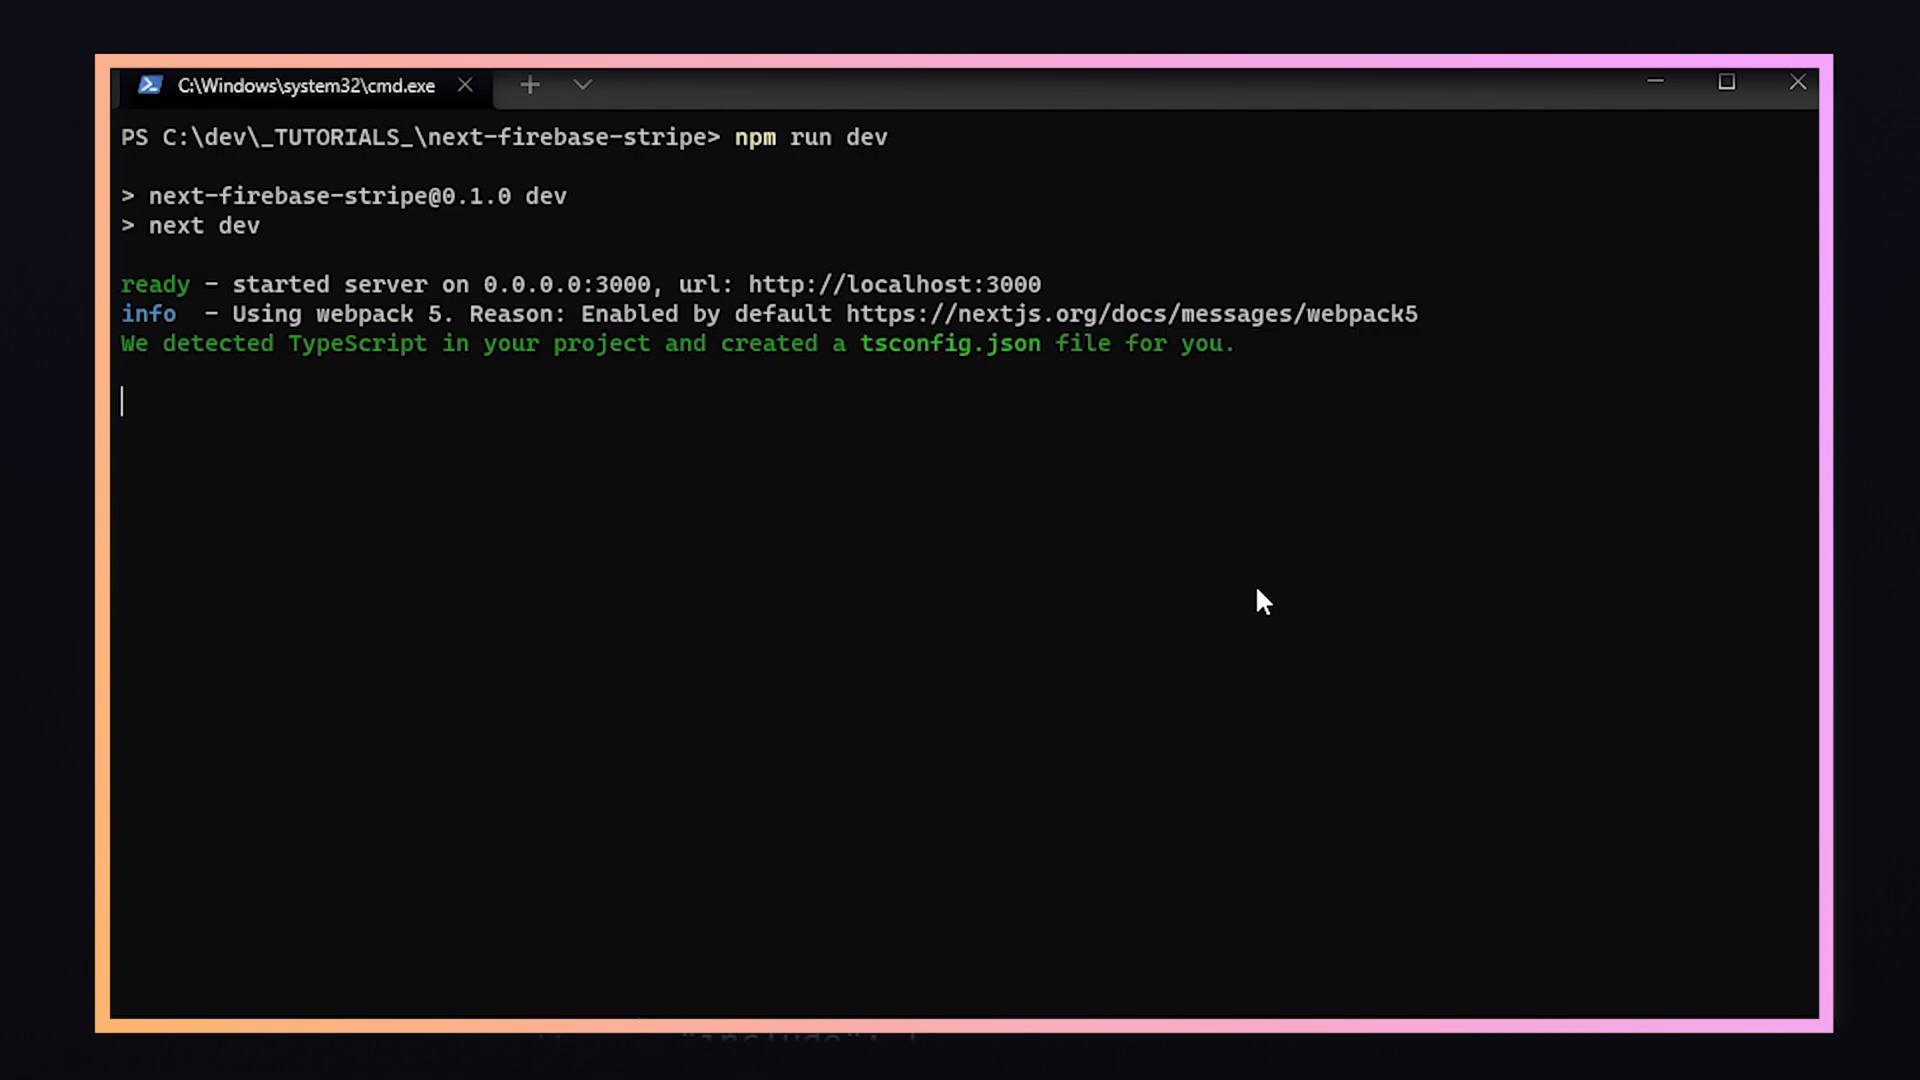 C:\Windows\system32\cmd.exe
PS C:\dev\_TUTORIALS_\next-firebase-stripe> npm run dev
> next-firebase-stripe@0.1.0 dev
> next dev
ready - started server on 0.0.0.0:3000, url: http://localhost:3000
info  - Using webpack 5. Reason: Enabled by default https://nextjs.org/docs/messages/webpack5
We detected TypeScript in your project and created a tsconfig.json file for you.